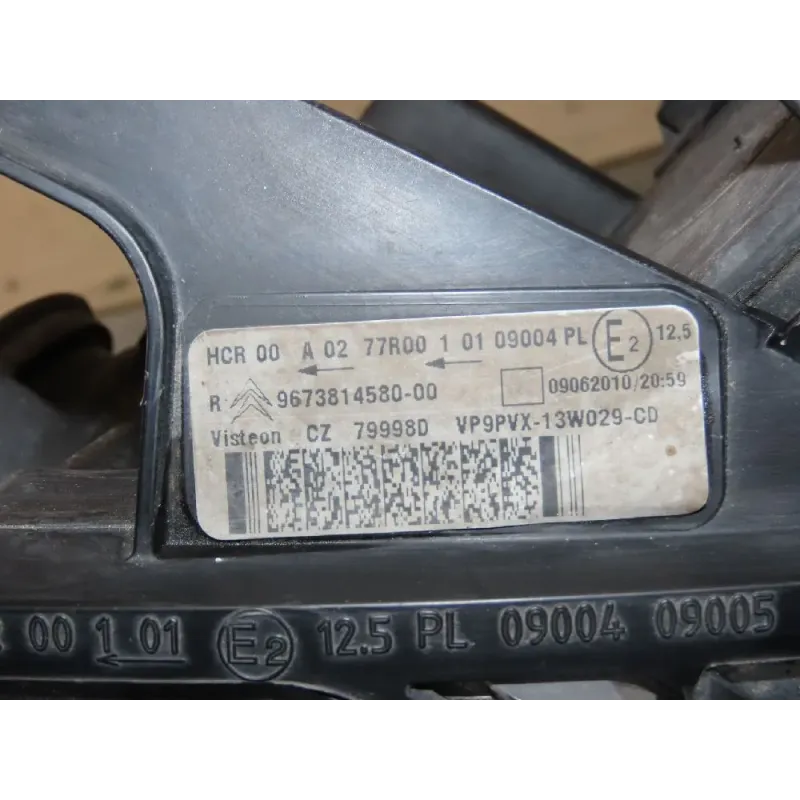 HCR 00 A 02 77R00 1 01 09004 PL E2 12,5
R 9673814580-00 09062010/20:59
Visteon CZ 79998D VP9PVX-13W029-CD
00 1 01 E2 12.5 PL 09004 09005